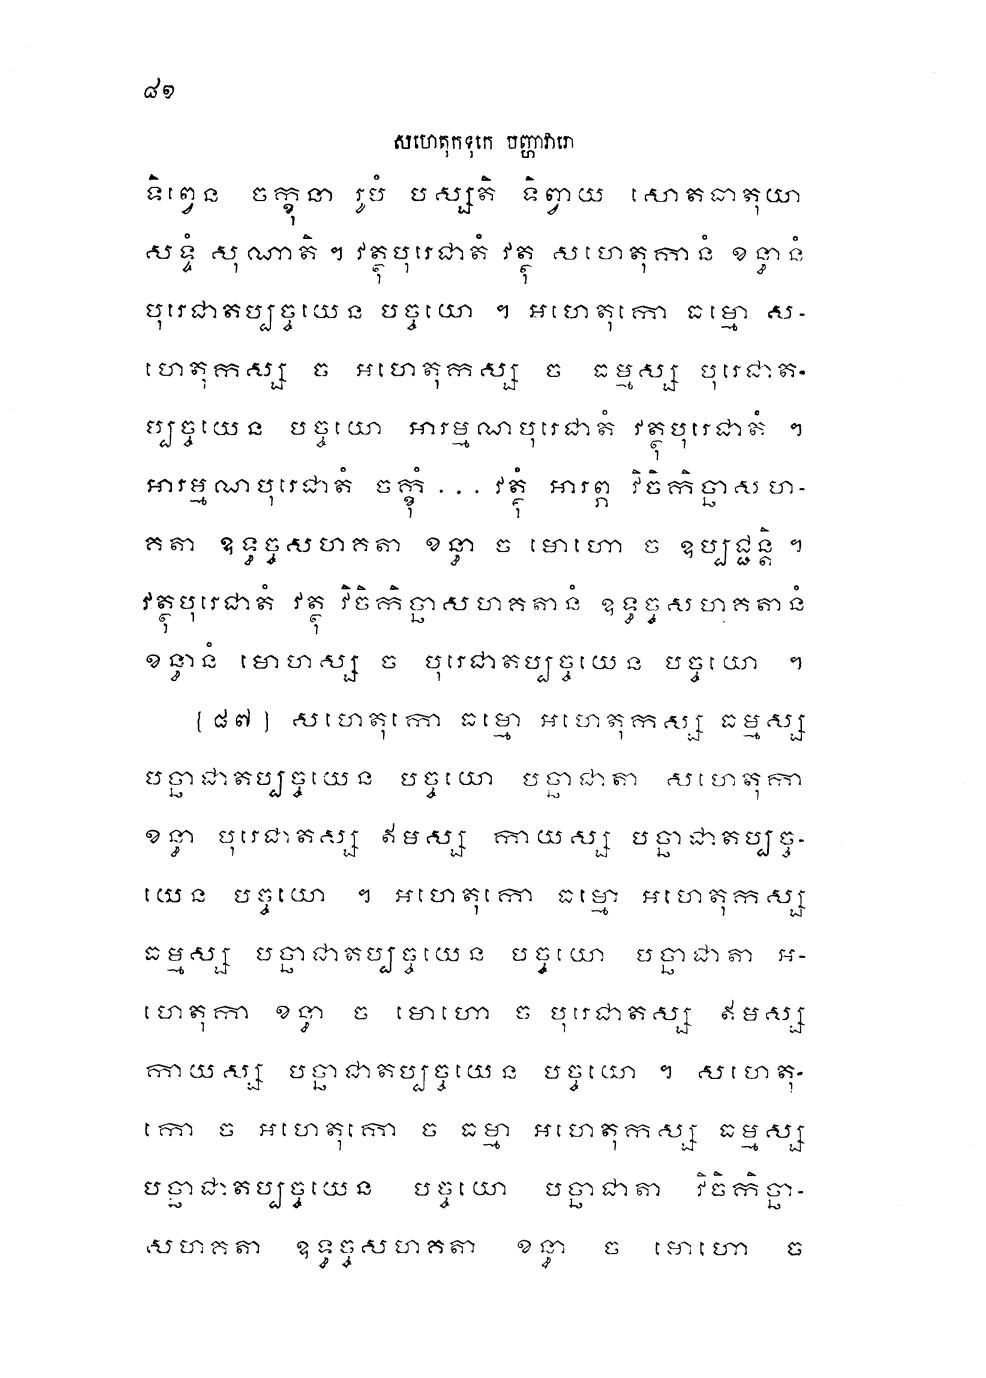 ៨១
សហេតុកទុកេ បញ្ហាវារោ
ទិព្វេន ចក្ខុនា រូបំ បស្សតិ ទិព្វាយ សោតធាតុយា
សទ្ទំ សុណាតិ ។ វត្ថុបុរេជាតំ វត្ថុ សហេតុកានំ ខន្ធានំ
បុរេជាតប្បច្ចយេន បច្ចយោ ។ អហេតុកោ ធម្មោ ស-
ហេតុកស្ស ច អហេតុកស្ស ច ធម្មស្ស បុរេជាត-
ប្បច្ចយេន បច្ចយោ អារម្មណបុរេជាតំ វត្ថុបុរេជាតំ ។
អារម្មណបុរេជាតំ ចក្ខុំ ... វត្ថុំ អារព្ភ វិចិកិច្ឆាសហ-
គតា ឧទ្ធច្ចសហគតា ខន្ធា ច មោហោ ច ឧប្បជ្ជន្តិ ។
វត្ថុបុរេជាតំ វត្ថុ វិចិកិច្ឆាសហគតានំ ឧទ្ធច្ចសហគតានំ
ខន្ធានំ មោហស្ស ច បុរេជាតប្បច្ចយេន បច្ចយោ ។
(៨៧) សហេតុកោ ធម្មោ អហេតុកស្ស ធម្មស្ស
បច្ឆាជាតប្បច្ចយេន បច្ចយោ បច្ឆាជាតា សហេតុកា
ខន្ធា បុរេជាតស្ស ឥមស្ស កាយស្ស បច្ឆាជាតប្បច្ច-
យេន បច្ចយោ ។ អហេតុកោ ធម្មោ អហេតុកស្ស
ធម្មស្ស បច្ឆាជាតប្បច្ចយេន បច្ចយោ បច្ឆាជាតា អ-
ហេតុកា ខន្ធា ច មោហោ ច បុរេជាតស្ស ឥមស្ស
កាយស្ស បច្ឆាជាតប្បច្ចយេន បច្ចយោ ។ សហេតុ-
កោ ច អហេតុកោ ច ធម្មា អហេតុកស្ស ធម្មស្ស
បច្ឆាជាតប្បច្ចយេន បច្ចយោ បច្ឆាជាតា វិចិកិច្ឆា-
សហគតា ឧទ្ធច្ចសហគតា ខន្ធា ច មោហោ ច